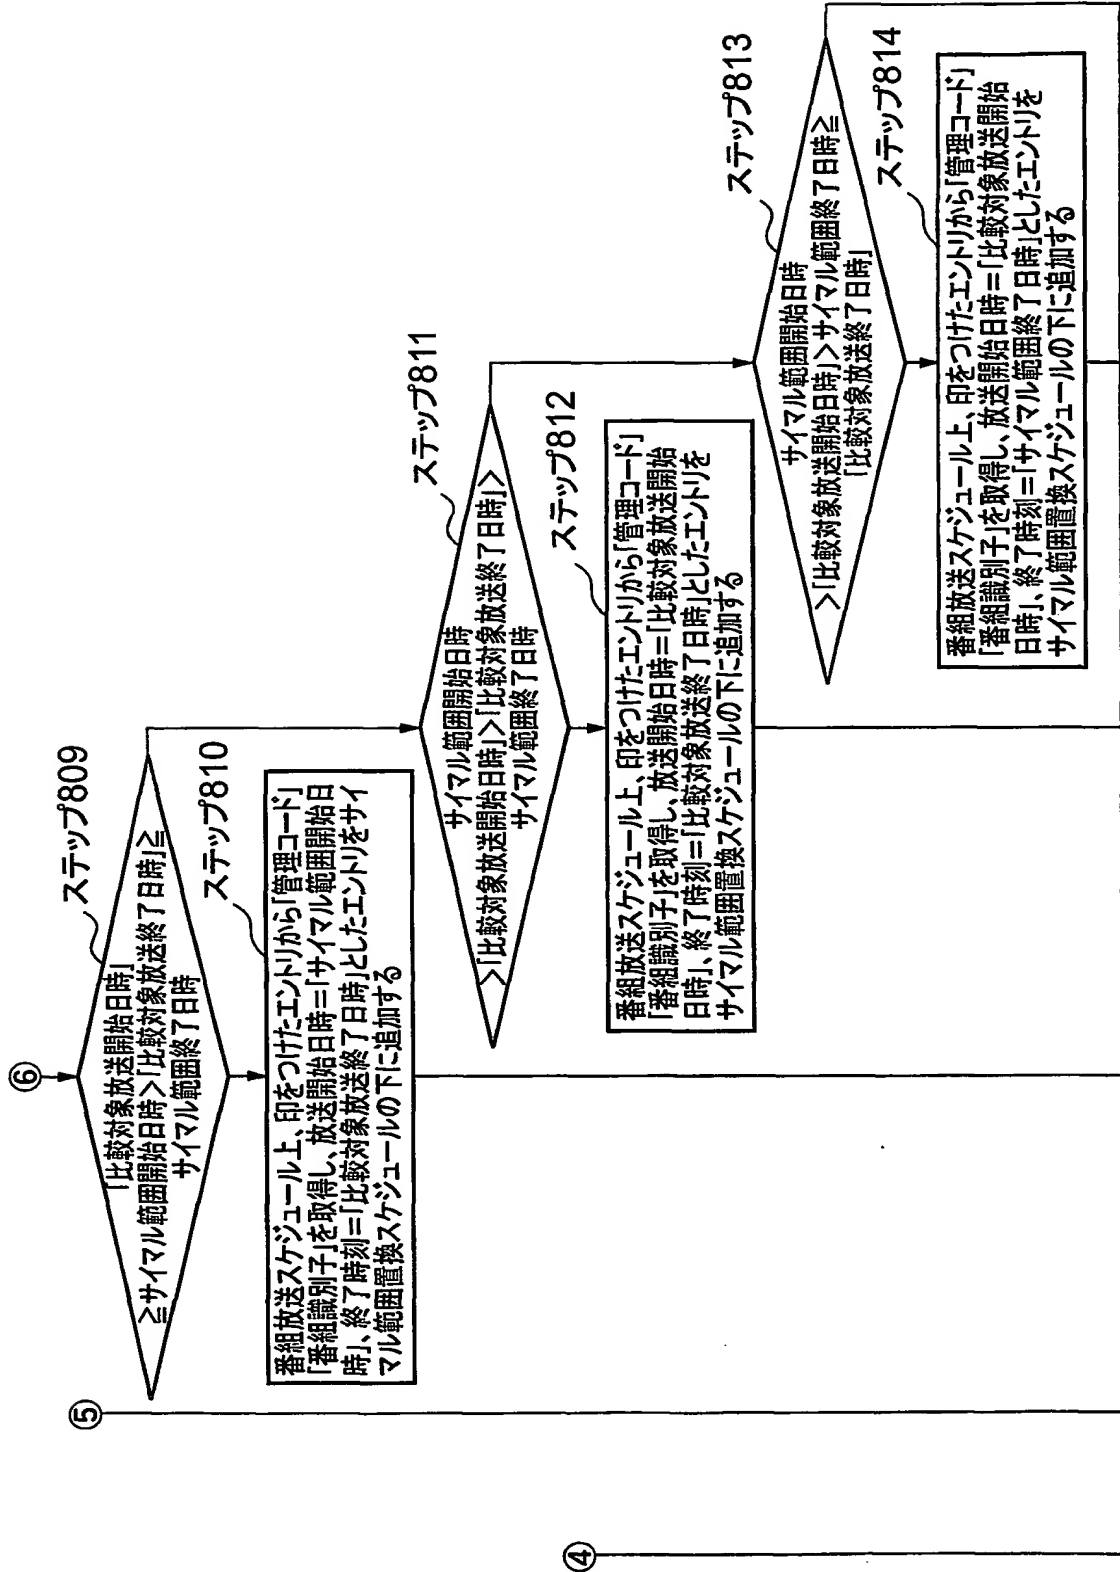 ⑥
ステップ809
「比較対象放送開始日時」
≧サイマル範囲開始日時>「比較対象放送終了日時」≧
サイマル範囲終了日時
ステップ810
番組放送スケジュール上、印をつけたエントリから「管理コード」
「番組識別子」を取得し、放送開始日時=「サイマル範囲開始日
時」、終了時刻=「比較対象放送終了日時」としたエントリをサイ
マル範囲置換スケジュールの下に追加する
ステップ811
サイマル範囲開始日時
>「比較対象放送開始日時」>「比較対象放送終了日時」>
サイマル範囲終了日時
ステップ812
番組放送スケジュール上、印をつけたエントリから「管理コード」
「番組識別子」を取得し、放送開始日時=「比較対象放送開始
日時」、終了時刻=「比較対象放送終了日時」としたエントリを
サイマル範囲置換スケジュールの下に追加する
ステップ813
サイマル範囲開始日時
>「比較対象放送開始日時」>サイマル範囲終了日時≧
「比較対象放送終了日時」
ステップ814
番組放送スケジュール上、印をつけたエントリから「管理コード」
「番組識別子」を取得し、放送開始日時=「比較対象放送開始
日時」、終了時刻=「サイマル範囲終了日時」としたエントリを
サイマル範囲置換スケジュールの下に追加する
⑤
④